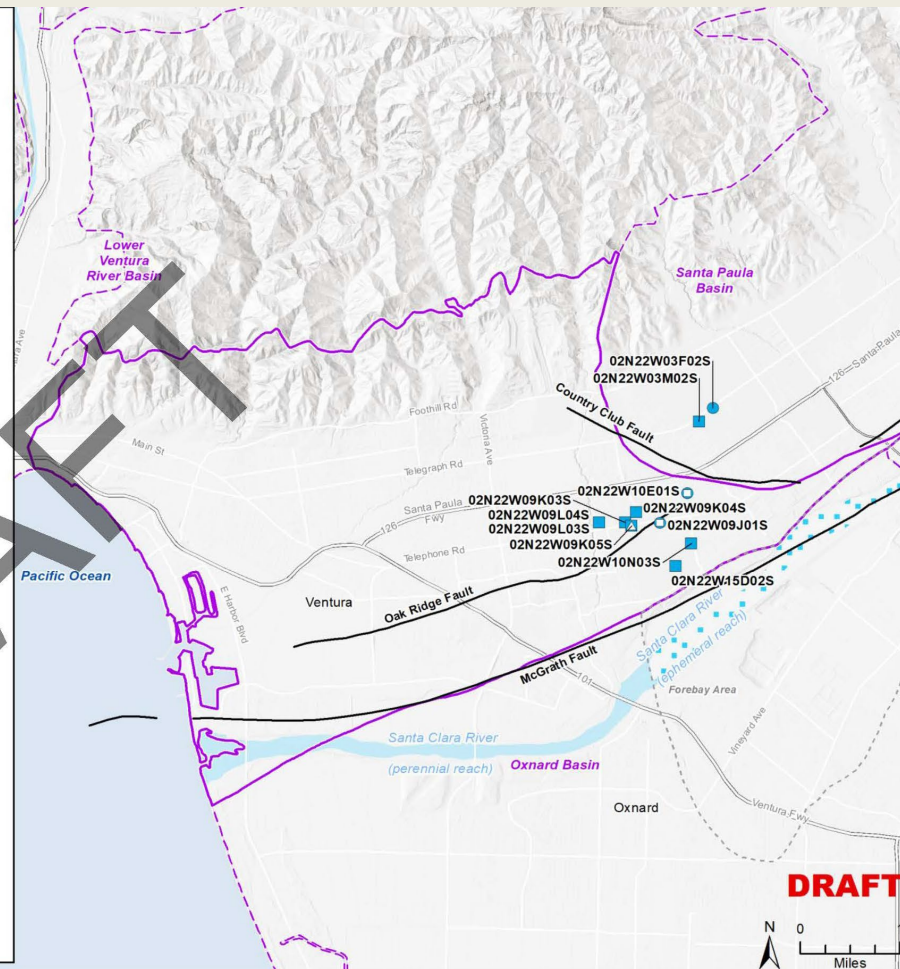 Lower
Ventura
River Basin
Santa Paula
Basin
126—Santa-Paula
02N22W03F02S
02N22W03M02S
Country Club Fault
Foothill Rd
Main St
Victoria Ave
Telegraph Rd
Santa Paula
Fwy
126
Telephone Rd
02N22W10E01S
02N22W09K03S
02N22W09K04S
02N22W09L04S
02N22W09J01S
02N22W09L03S
02N22W09K05S
02N22W10N03S
02N22W15D02S
Pacific Ocean
E Harbor Blvd
Ventura
Oak Ridge Fault
McGrath Fault
Santa Clara River
(ephemeral reach)
101
Forebay Area
Vineyard Ave
Santa Clara River
(perennial reach)
Oxnard Basin
Oxnard
Ventura Fwy
DRAFT
N
0
Miles